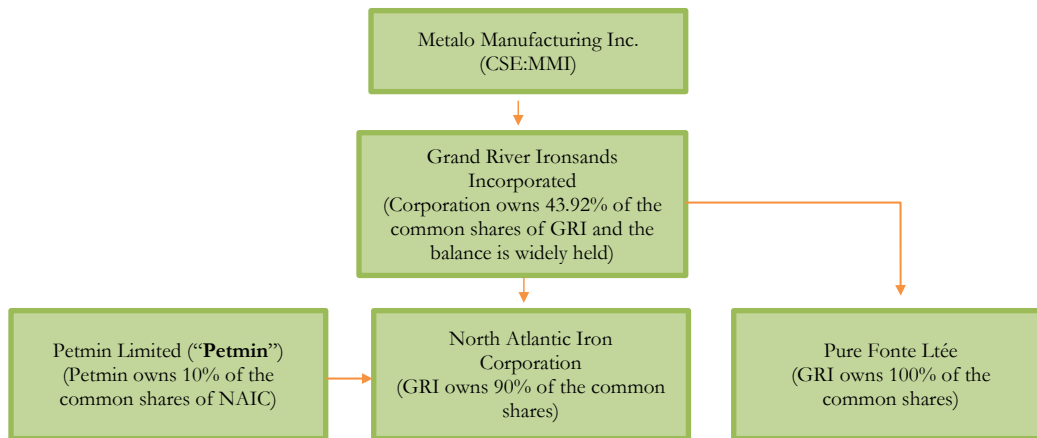 Metalo Manufacturing Inc.
(CSE:MMI)
Grand River Ironsands
Incorporated
(Corporation owns 43.92% of the
common shares of GRI and the
balance is widely held)
Petmin Limited (“Petmin”)
(Petmin owns 10% of the
common shares of NAIC)
North Atlantic Iron
Corporation
(GRI owns 90% of the common
shares)
Pure Fonte Ltée
(GRI owns 100% of the
common shares)